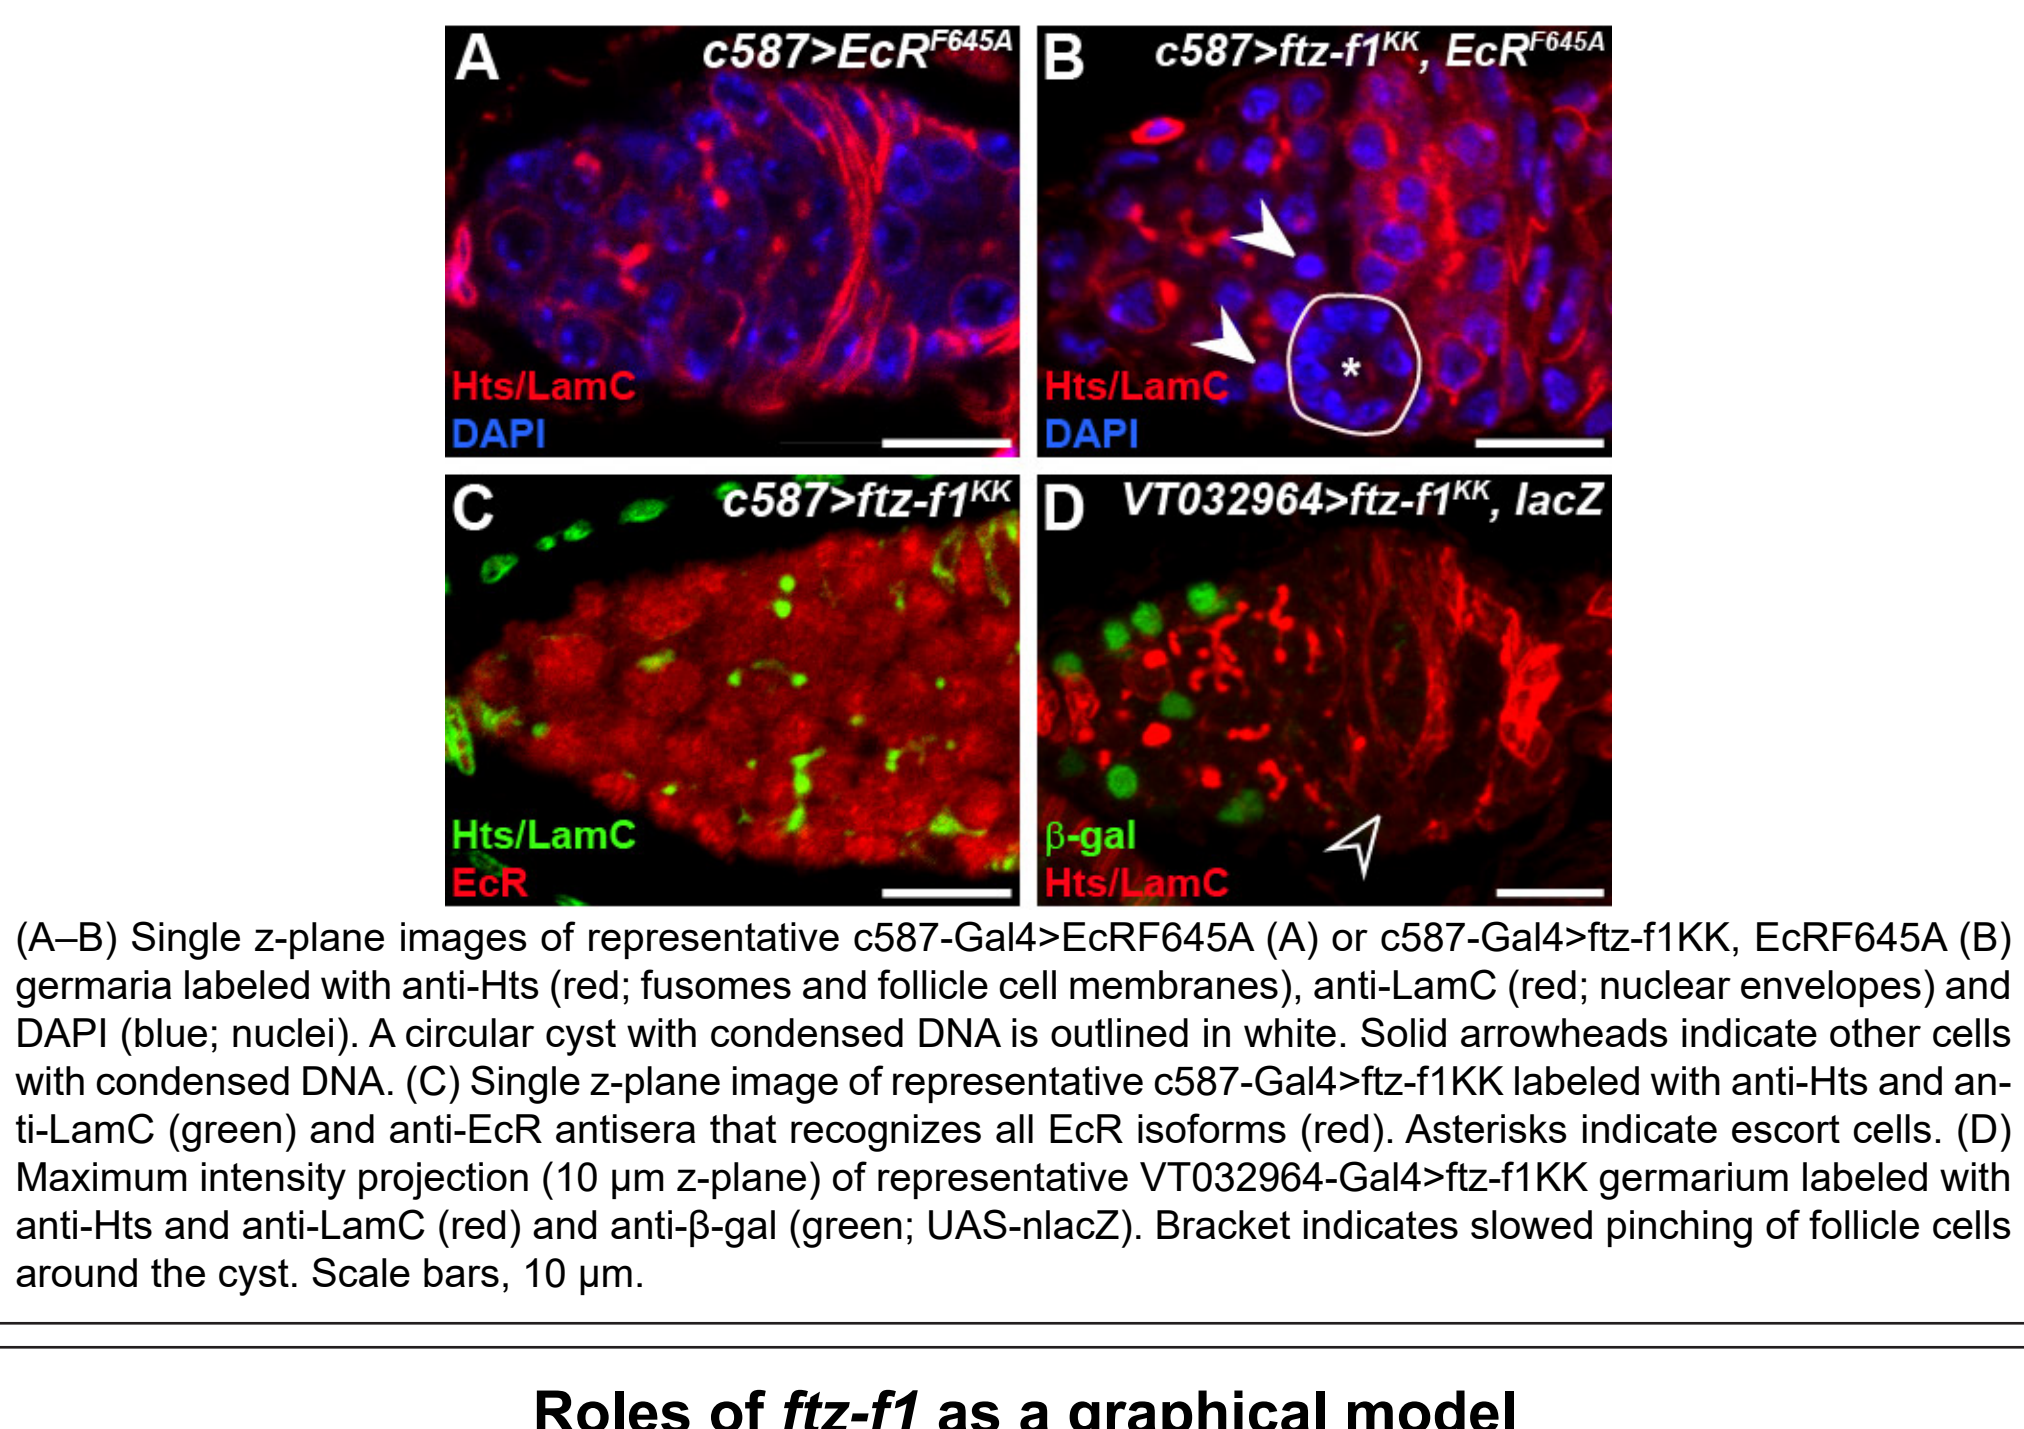 A c587>EcR^F645A
B c587>ftz-f1^KK, EcR^F645A
Hts/LamC
DAPI
*
Hts/LamC
DAPI
C c587>ftz-f1^KK
D VT032964>ftz-f1^KK, lacZ
Hts/LamC
EcR
β-gal
Hts/LamC
(A–B) Single z-plane images of representative c587-Gal4>EcRF645A (A) or c587-Gal4>ftz-f1KK, EcRF645A (B)
germaria labeled with anti-Hts (red; fusomes and follicle cell membranes), anti-LamC (red; nuclear envelopes) and
DAPI (blue; nuclei). A circular cyst with condensed DNA is outlined in white. Solid arrowheads indicate other cells
with condensed DNA. (C) Single z-plane image of representative c587-Gal4>ftz-f1KK labeled with anti-Hts and an-
ti-LamC (green) and anti-EcR antisera that recognizes all EcR isoforms (red). Asterisks indicate escort cells. (D)
Maximum intensity projection (10 µm z-plane) of representative VT032964-Gal4>ftz-f1KK germarium labeled with
anti-Hts and anti-LamC (red) and anti-β-gal (green; UAS-nlacZ). Bracket indicates slowed pinching of follicle cells
around the cyst. Scale bars, 10 µm.
Roles of ftz-f1 as a graphical model